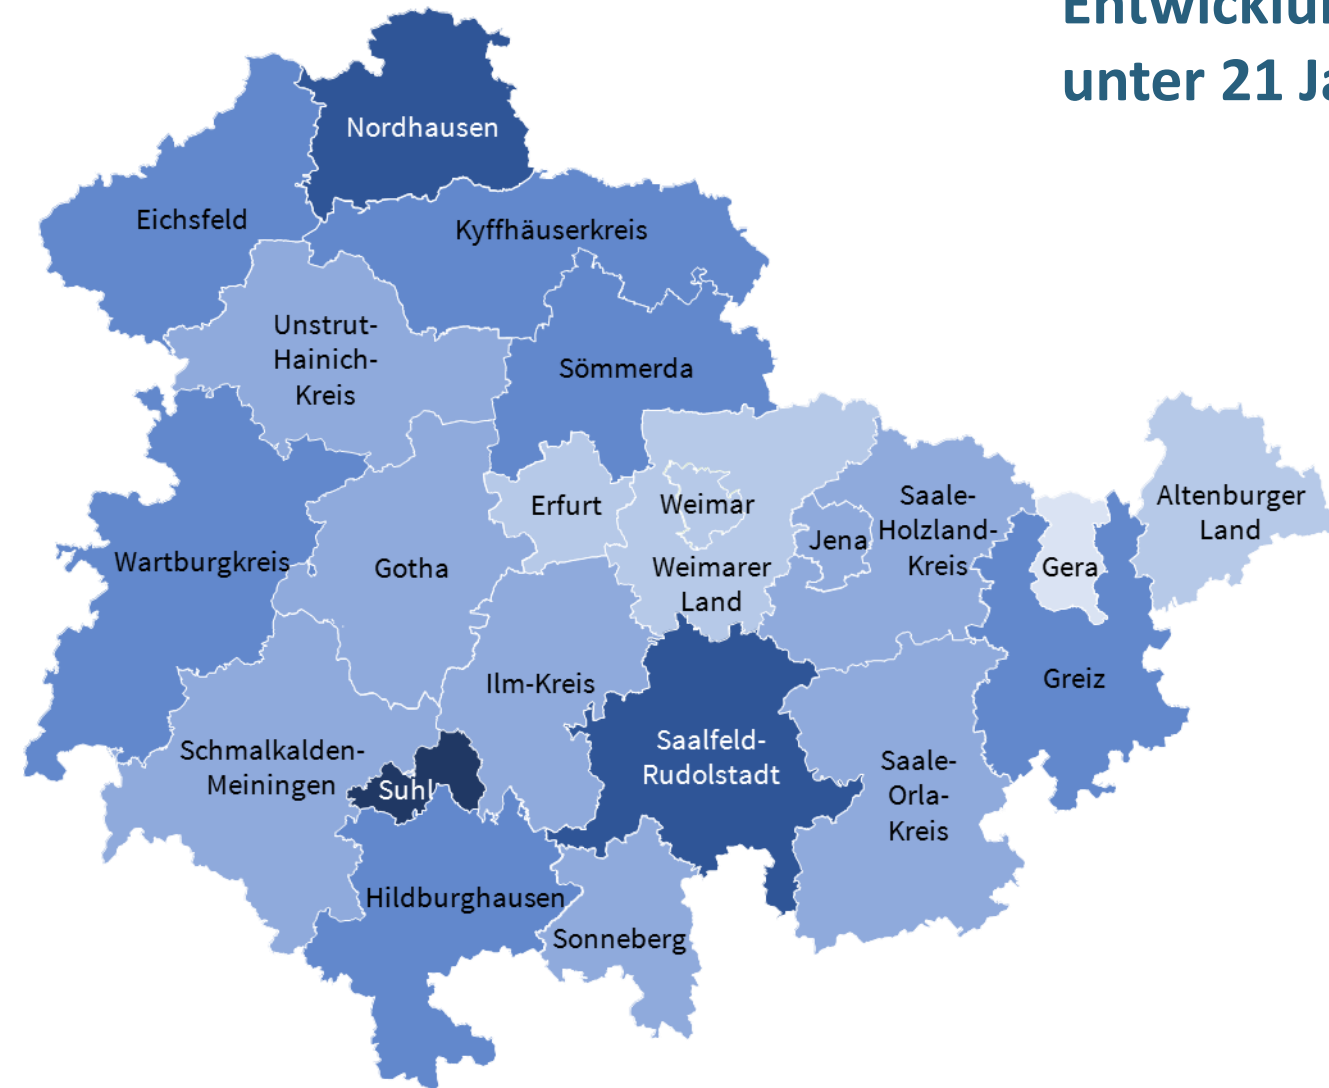 unter 21
Nordhausen
Eichsfeld
Kyffhäuserkreis
Unstrut-
Hainich-
Kreis
Sömmerda
Erfurt
Weimar
Weimarer
Land
Jena
Saale-
Holzland-
Kreis
Gera
Altenburger
Land
Wartburgkreis
Gotha
Ilm-Kreis
Greiz
Schmalkalden-
Meiningen
Suhl
Saalfeld-
Rudolstadt
Saale-
Orla-
Kreis
Hildburghausen
Sonneberg